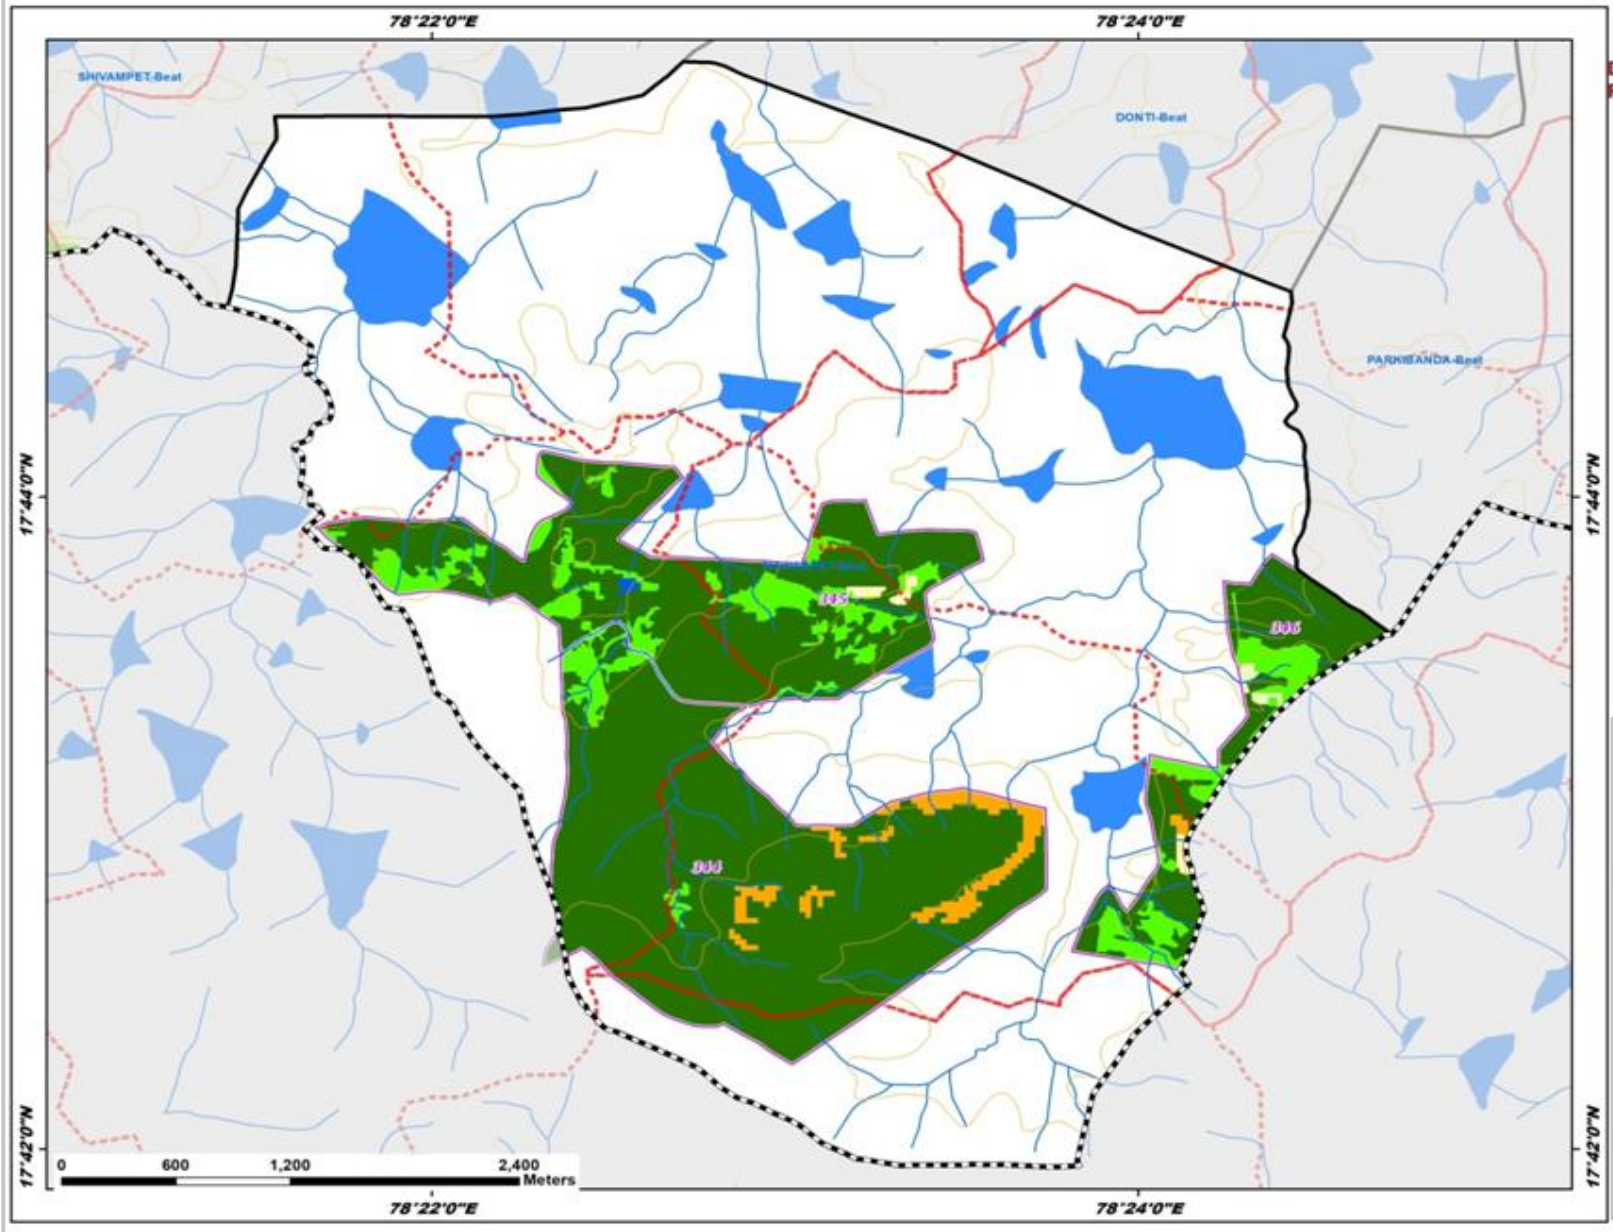 78°22'0"E
78°24'0"E
SHIVAMPET-Beat
DONTI-Beat
PARKIBANDA-Beat
17°44'0"N
17°44'0"N
345
346
344
17°42'0"N
17°42'0"N
0 600 1,200 2,400
Meters
78°22'0"E
78°24'0"E